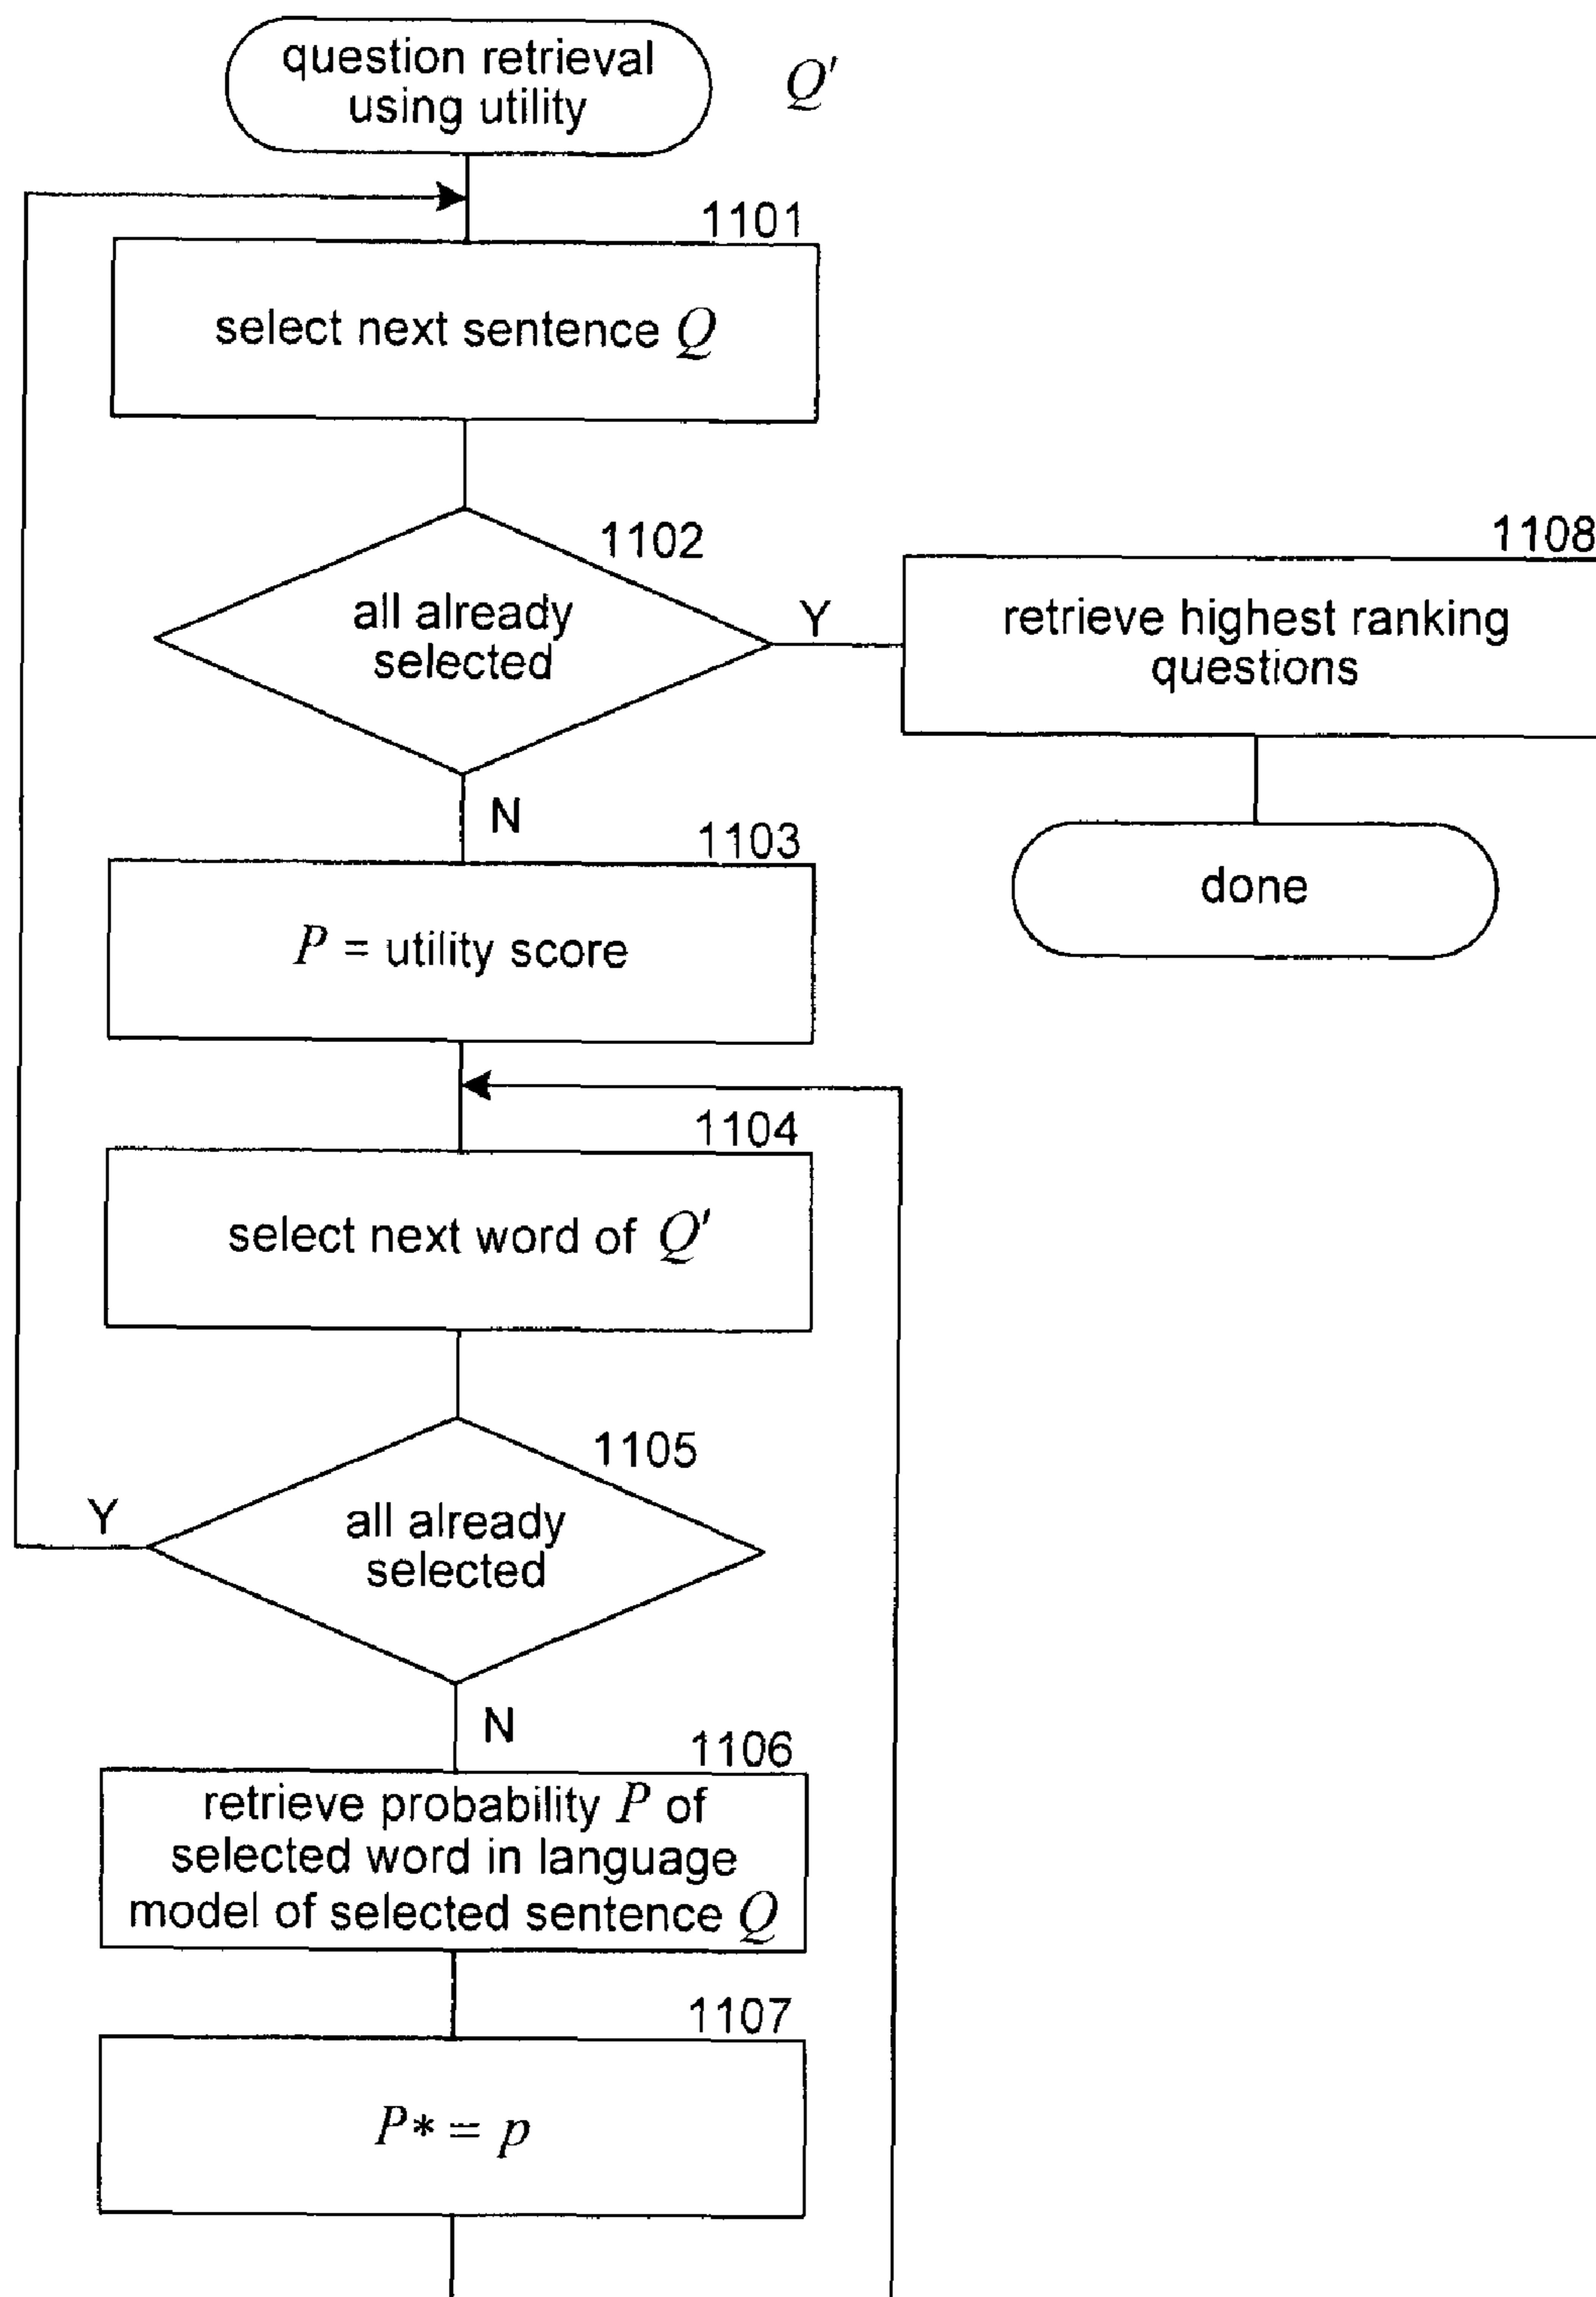 question retrieval
using utility
Q'
1101
select next sentence Q
1102
all already
selected
Y
N
1108
retrieve highest ranking
questions
done
1103
P = utility score
1104
select next word of Q'
1105
all already
selected
Y
N
1106
retrieve probability P of
selected word in language
model of selected sentence Q
1107
P* = p